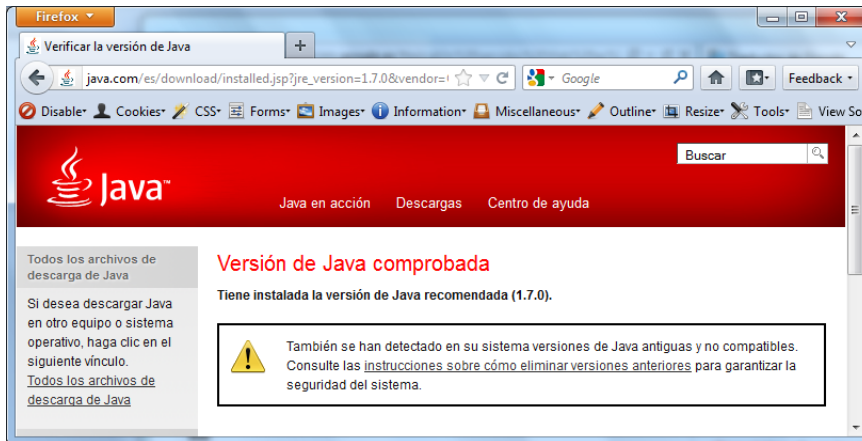 Firefox
Verificar la versión de Java
java.com/es/download/installed.jsp?jre_version=1.7.0&vendor=
Google
Feedback
Disable Cookies CSS Forms Images Information Miscellaneous Outline Resize Tools View So
Buscar
Java™
Java en acción Descargas Centro de ayuda
Todos los archivos de
descarga de Java
Si desea descargar Java
en otro equipo o sistema
operativo, haga clic en el
siguiente vínculo.
Todos los archivos de
descarga de Java
Versión de Java comprobada
Tiene instalada la versión de Java recomendada (1.7.0).
También se han detectado en su sistema versiones de Java antiguas y no compatibles.
Consulte las instrucciones sobre cómo eliminar versiones anteriores para garantizar la
seguridad del sistema.